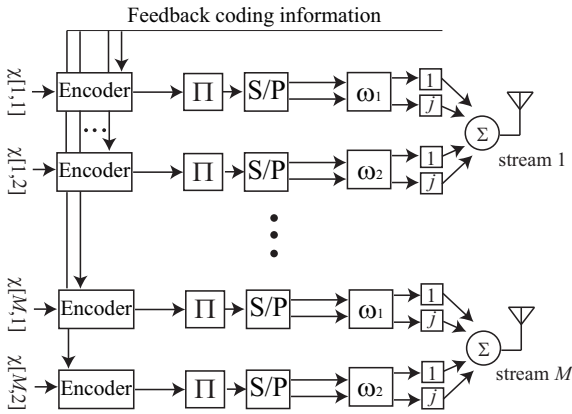 Feedback coding information
χ[1,1]
Encoder
Π
S/P
ω1
1
j
...
χ[1,2]
Encoder
Π
S/P
ω2
1
j
Σ
stream 1
χ[M,1]
Encoder
Π
S/P
ω1
1
j
χ[M,2]
Encoder
Π
S/P
ω2
1
j
Σ
stream M